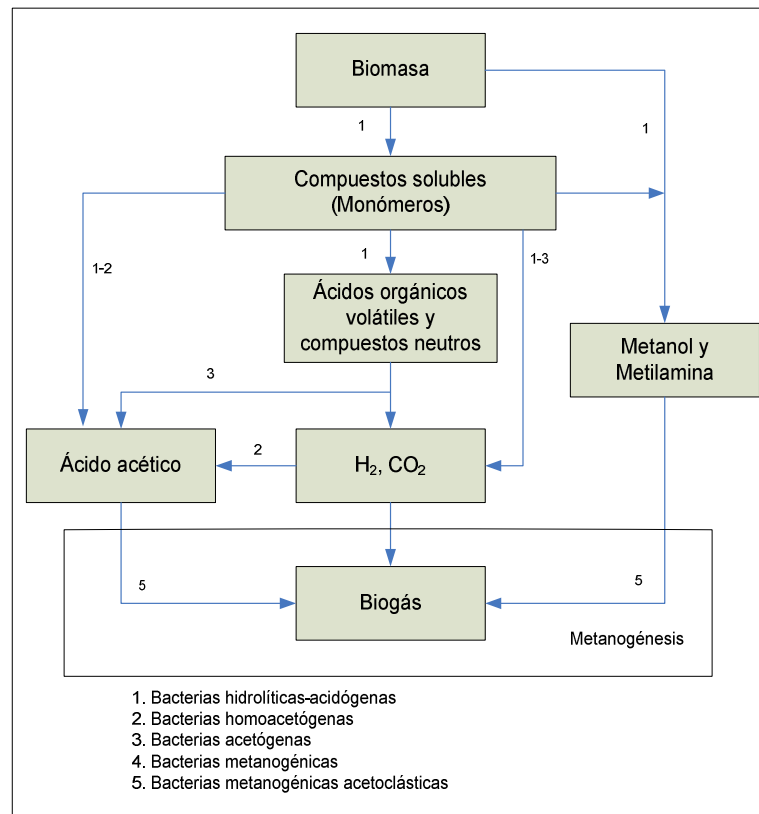 Biomasa
1
1
Compuestos solubles
(Monómeros)
1-2
1
1-3
Ácidos orgánicos
volátiles y
compuestos neutros
Metanol y
Metilamina
3
Ácido acético
2
H₂, CO₂
5
Biogás
5
Metanogénesis
1. Bacterias hidrolíticas-acidógenas
2. Bacterias homoacetógenas
3. Bacterias acetógenas
4. Bacterias metanogénicas
5. Bacterias metanogénicas acetoclásticas